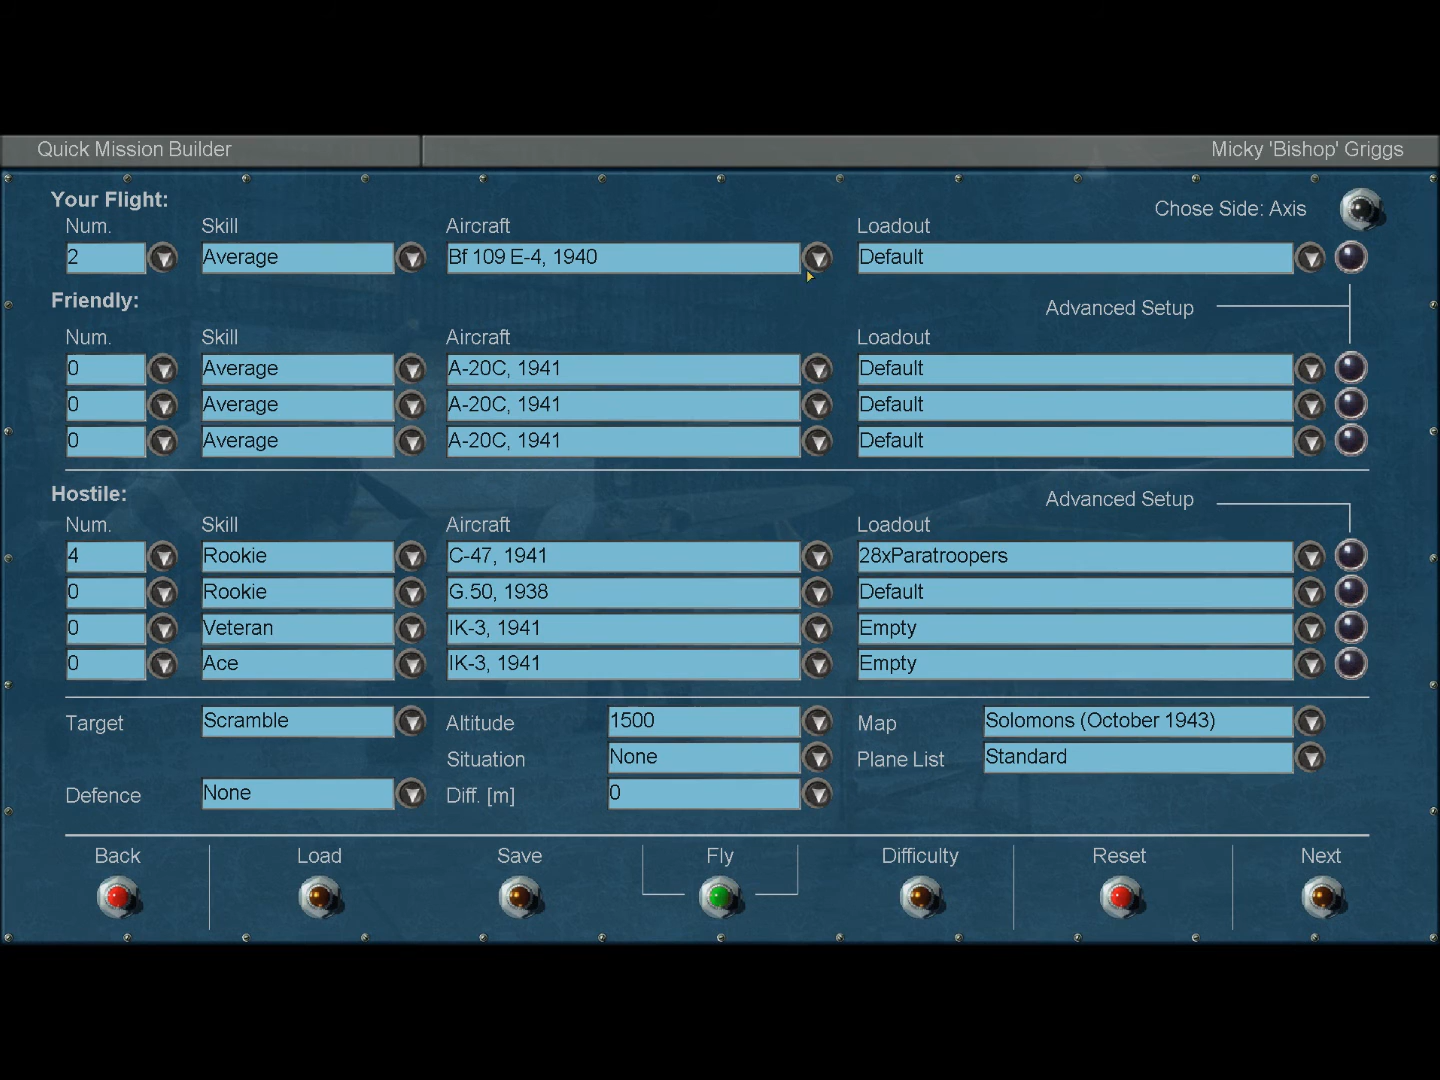 Quick Mission Builder Micky 'Bishop' Griggs
Your Flight:
Chose Side: Axis
Num. Skill Aircraft Loadout
2 Average Bf 109 E-4, 1940 Default
Friendly:
Advanced Setup
Num. Skill Aircraft Loadout
0 Average A-20C, 1941 Default
0 Average A-20C, 1941 Default
0 Average A-20C, 1941 Default
Hostile:
Advanced Setup
Num. Skill Aircraft Loadout
4 Rookie C-47, 1941 28xParatroopers
0 Rookie G.50, 1938 Default
0 Veteran IK-3, 1941 Empty
0 Ace IK-3, 1941 Empty
Target Scramble Altitude 1500 Map Solomons (October 1943)
Situation None Plane List Standard
Defence None Diff. [m] 0
Back Load Save Fly Difficulty Reset Next